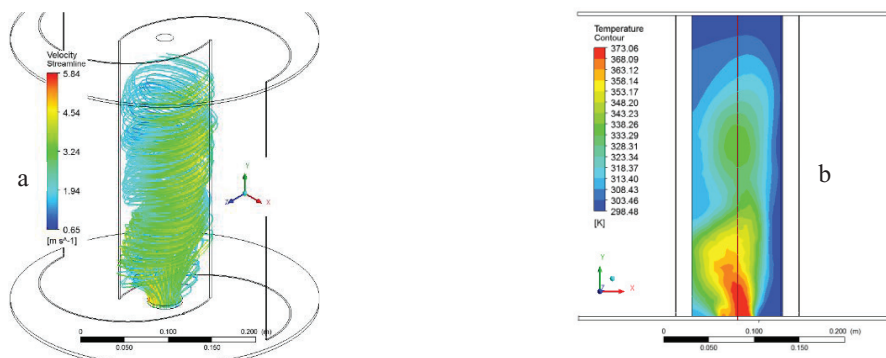 Velocity
Streamline
5.84
4.54
3.24
1.94
0.65
[m s^-1]
a
Y
Z
X
0
0.100
0.200 (m)
0.050
0.150
Temperature
Contour
373.06
368.09
363.12
358.14
353.17
348.20
343.23
338.26
333.29
328.31
323.34
318.37
313.40
308.43
303.46
298.48
[K]
b
Y
Z
X
0
0.100
0.200 (m)
0.050
0.150